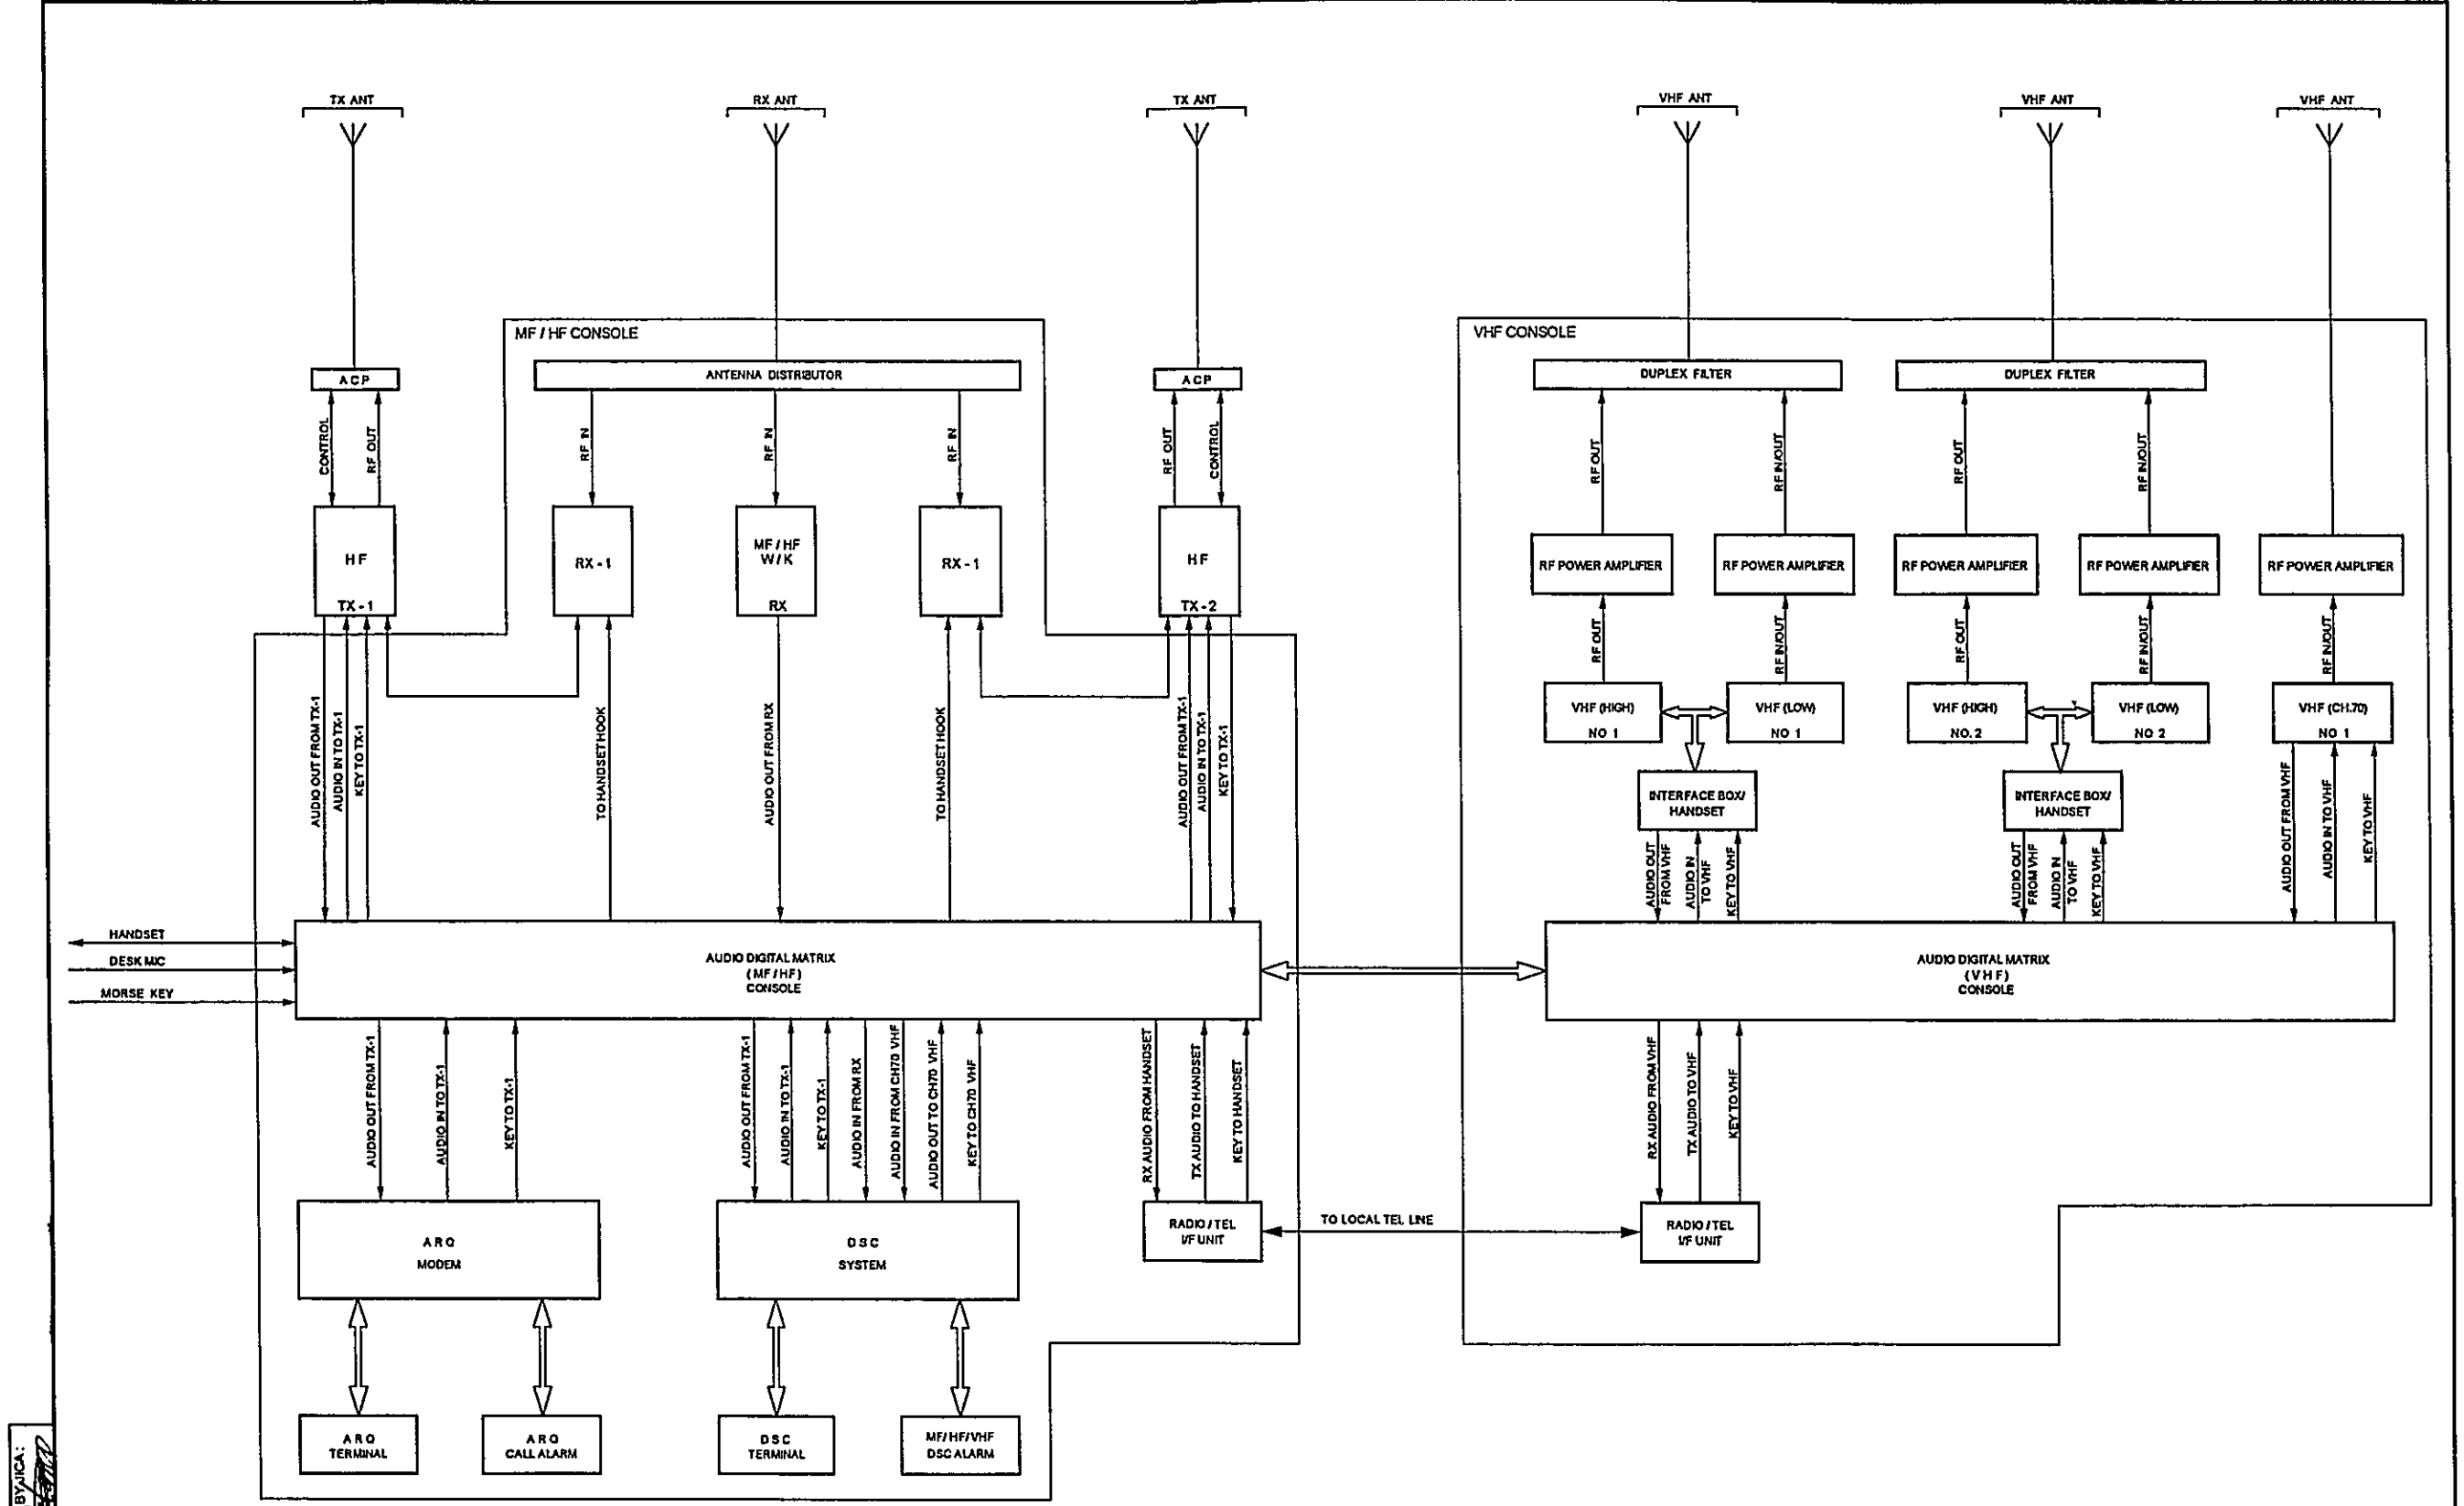 TX ANT
RX ANT
TX ANT
VHF ANT
VHF ANT
VHF ANT
MF / HF CONSOLE
VHF CONSOLE
ACP
ANTENNA DISTRIBUTOR
ACP
DUPLEX FILTER
DUPLEX FILTER
CONTROL
RF OUT
RF IN
RF IN
RF IN
RF OUT
CONTROL
RF OUT
RF IN/OUT
RF OUT
RF IN/OUT
HF
TX - 1
RX - 1
MF / HF
W / K
RX
RX - 1
HF
TX - 2
RF POWER AMPLIFIER
RF POWER AMPLIFIER
RF POWER AMPLIFIER
RF POWER AMPLIFIER
RF POWER AMPLIFIER
RF OUT
RF IN/OUT
RF OUT
RF IN/OUT
RF IN/OUT
VHF (HIGH)
NO 1
VHF (LOW)
NO 1
VHF (HIGH)
NO. 2
VHF (LOW)
NO 2
VHF (CH.70)
NO 1
AUDIO OUT FROM TX-1
AUDIO IN TO TX-1
KEY TO TX-1
TO HANDSET HOOK
AUDIO OUT FROM RX
TO HANDSET HOOK
AUDIO OUT FROM TX-1
AUDIO IN TO TX-1
KEY TO TX-1
INTERFACE BOX/
HANDSET
INTERFACE BOX/
HANDSET
AUDIO OUT
FROM VHF
AUDIO IN
TO VHF
KEY TO VHF
AUDIO OUT
FROM VHF
AUDIO IN
TO VHF
KEY TO VHF
AUDIO OUT FROM VHF
AUDIO IN TO VHF
KEY TO VHF
HANDSET
DESK MIC
MORSE KEY
AUDIO DIGITAL MATRIX
( MF / HF )
CONSOLE
AUDIO DIGITAL MATRIX
( V H F )
CONSOLE
AUDIO OUT FROM TX-1
AUDIO IN TO TX-1
KEY TO TX-1
AUDIO OUT FROM TX-1
AUDIO IN TO TX-1
KEY TO TX-1
AUDIO IN FROM RX
AUDIO IN FROM CH70 VHF
AUDIO OUT TO CH70 VHF
KEY TO CH70 VHF
RX AUDIO FROM HANDSET
TX AUDIO TO HANDSET
KEY TO HANDSET
RX AUDIO FROM VHF
TX AUDIO TO VHF
KEY TO VHF
ARQ
MODEM
DSC
SYSTEM
RADIO / TEL
I/F UNIT
TO LOCAL TEL LINE
RADIO / TEL
I/F UNIT
ARQ
TERMINAL
ARQ
CALL ALARM
DSC
TERMINAL
MF/ HF/ VHF
DSC ALARM
BY JICA: